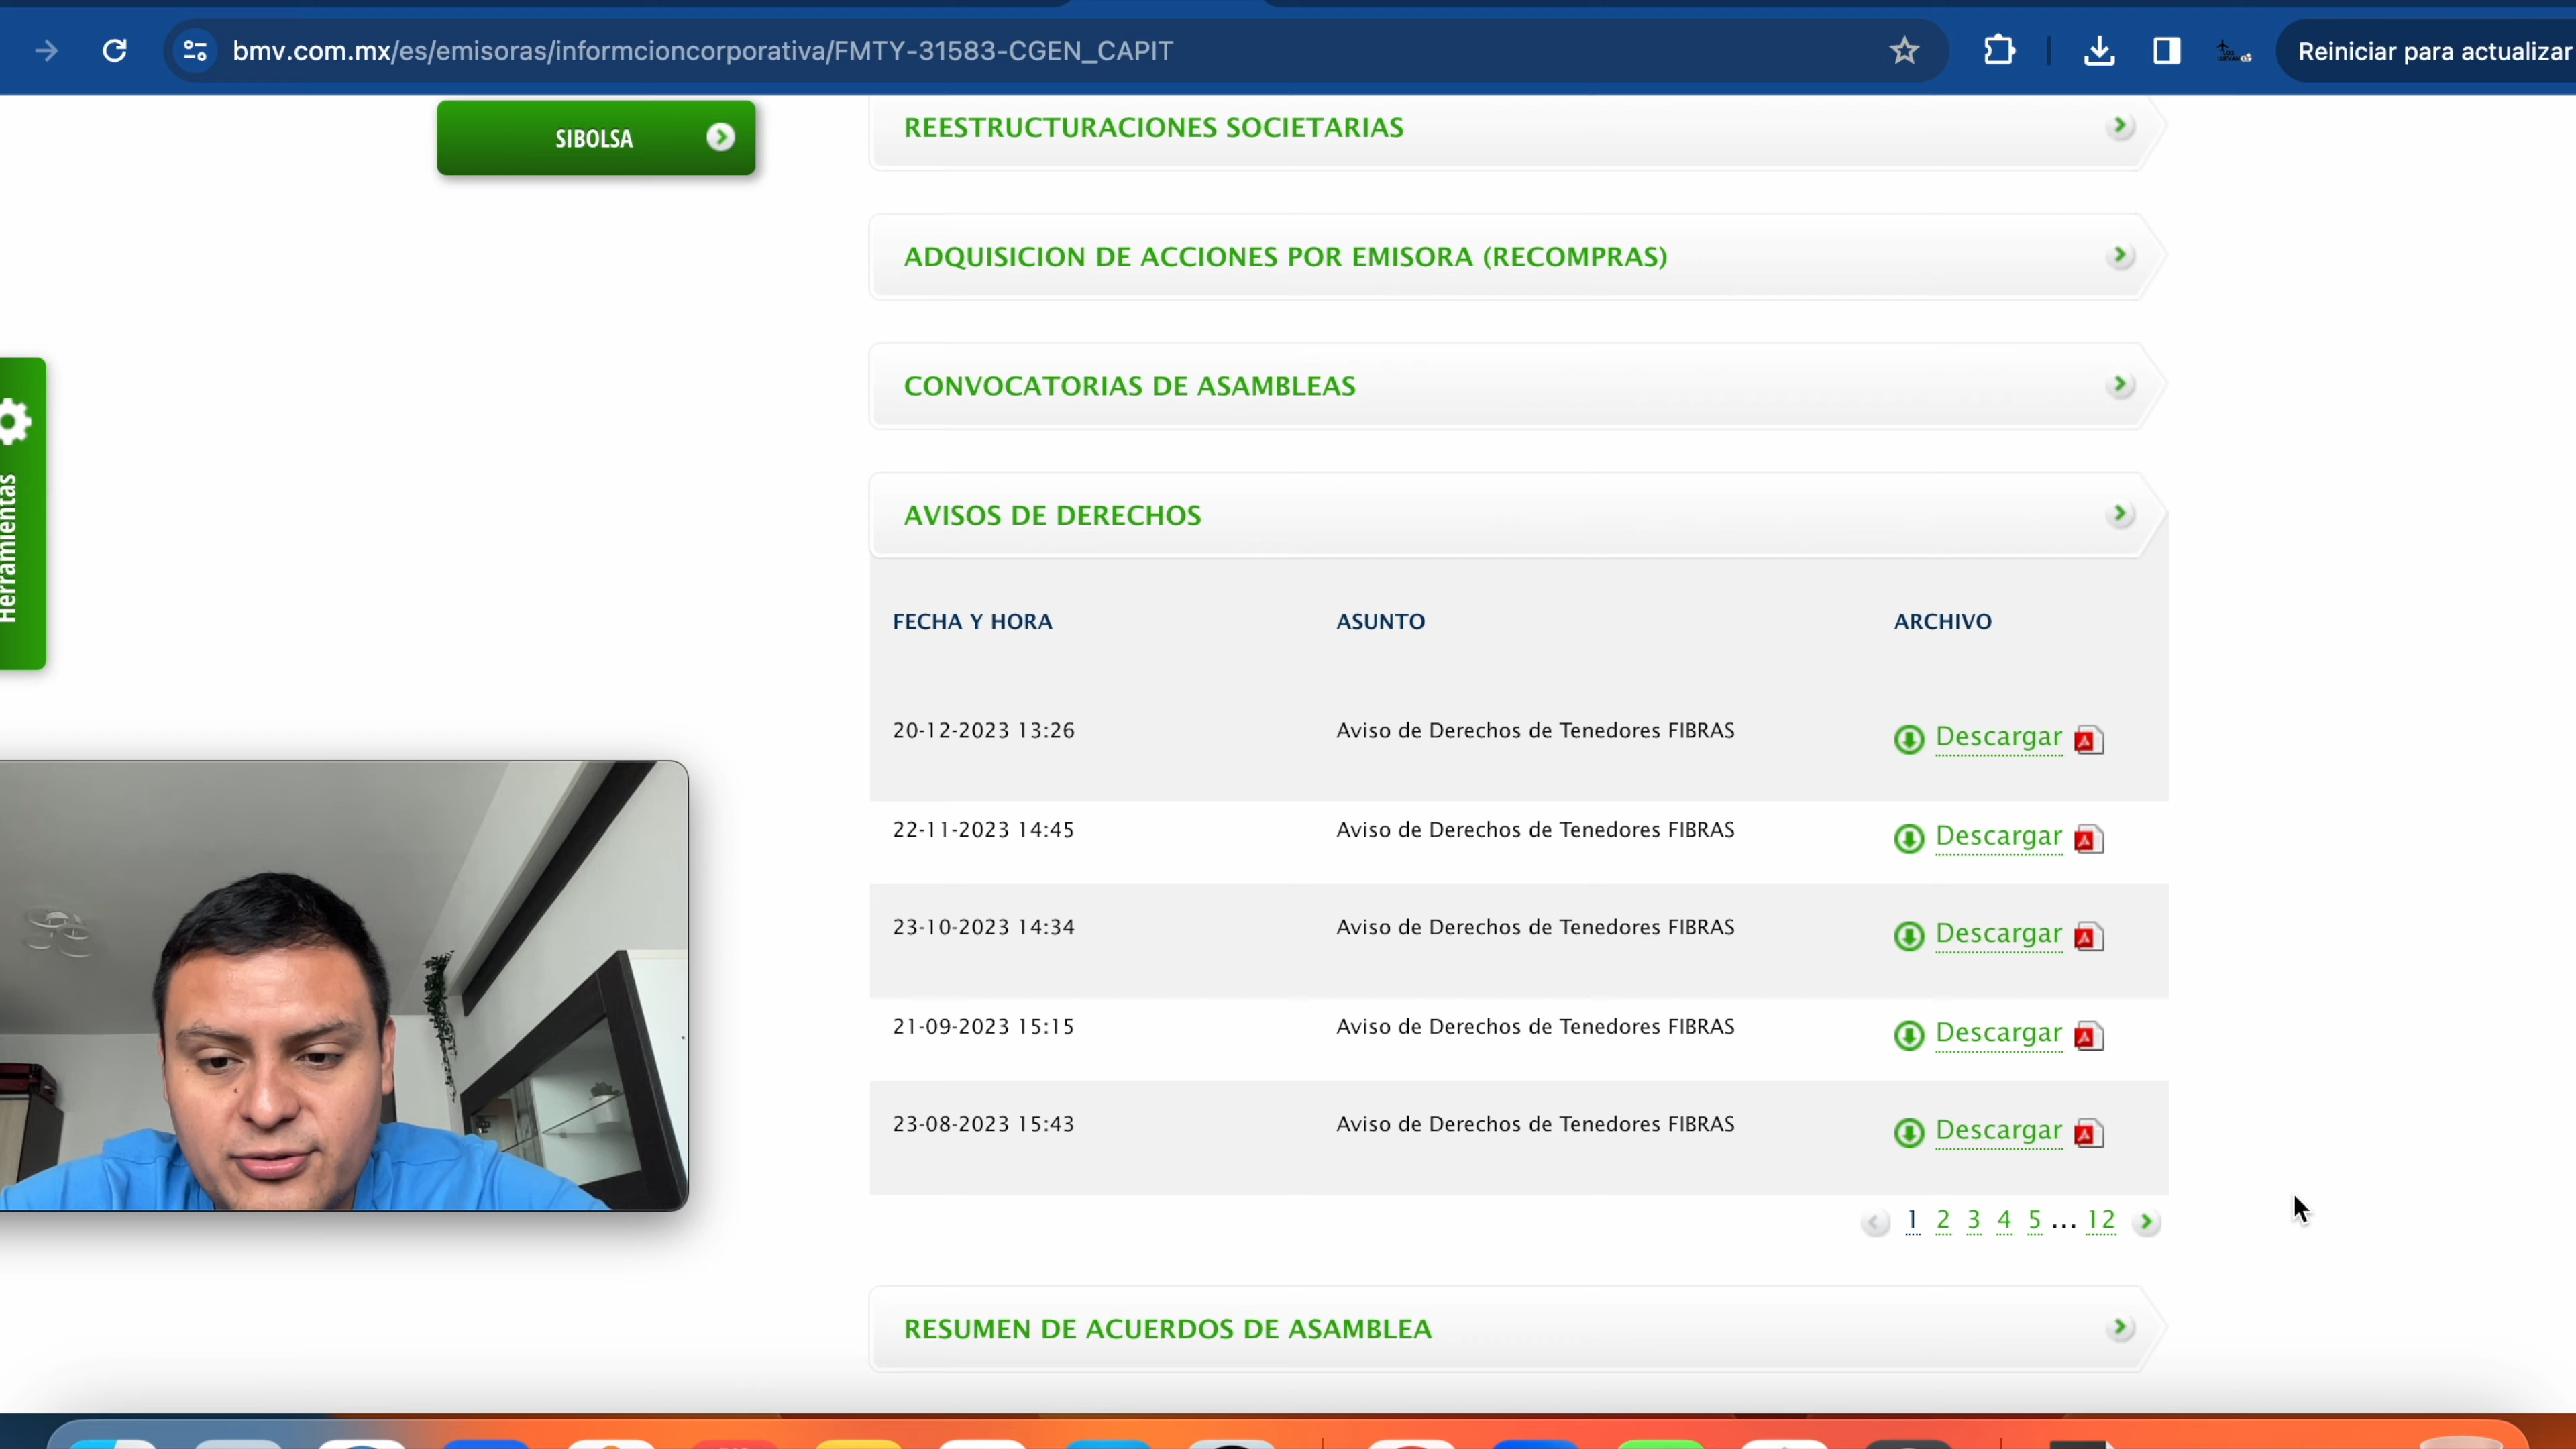 bmv.com.mx/es/emisoras/informcioncorporativa/FMTY-31583-CGEN_CAPIT
Reiniciar para actualizar
SIBOLSA
Herramientas
REESTRUCTURACIONES SOCIETARIAS
ADQUISICION DE ACCIONES POR EMISORA (RECOMPRAS)
CONVOCATORIAS DE ASAMBLEAS
AVISOS DE DERECHOS
FECHA Y HORA ASUNTO ARCHIVO
20-12-2023 13:26 Aviso de Derechos de Tenedores FIBRAS Descargar
22-11-2023 14:45 Aviso de Derechos de Tenedores FIBRAS Descargar
23-10-2023 14:34 Aviso de Derechos de Tenedores FIBRAS Descargar
21-09-2023 15:15 Aviso de Derechos de Tenedores FIBRAS Descargar
23-08-2023 15:43 Aviso de Derechos de Tenedores FIBRAS Descargar
1 2 3 4 5 ... 12
RESUMEN DE ACUERDOS DE ASAMBLEA